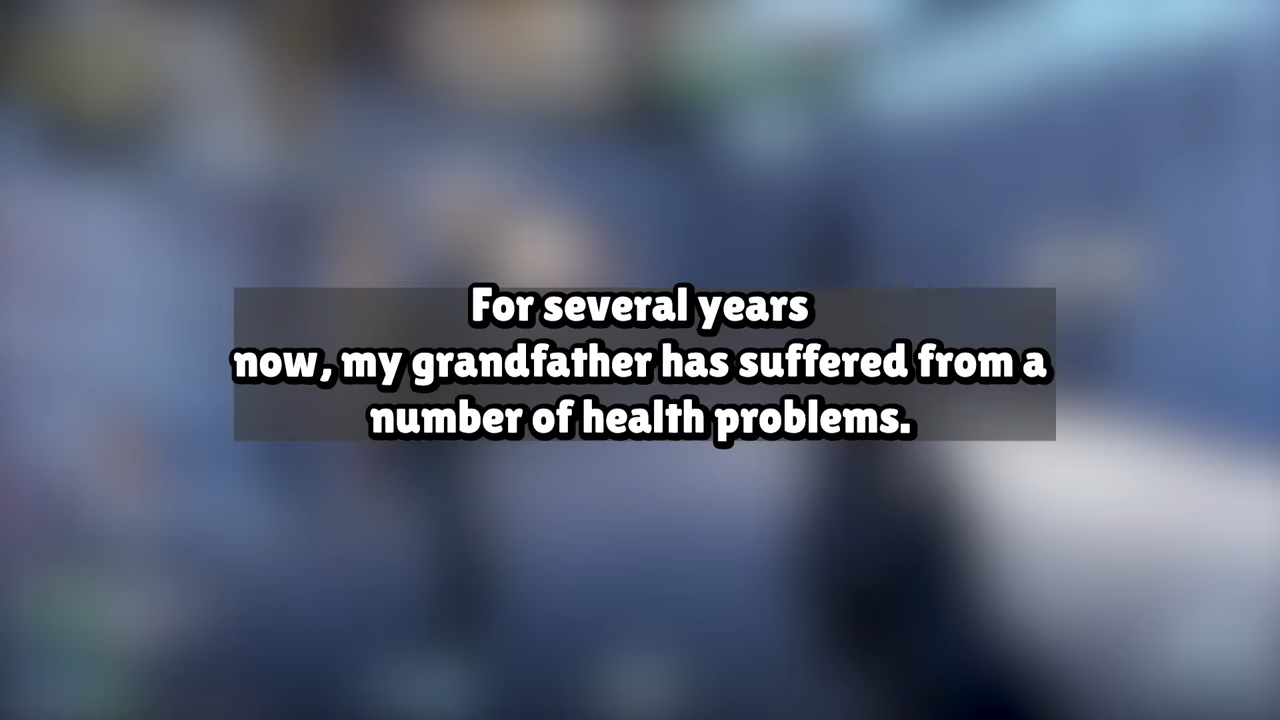 For several years
now, my grandfather has suffered from a
number of health problems.